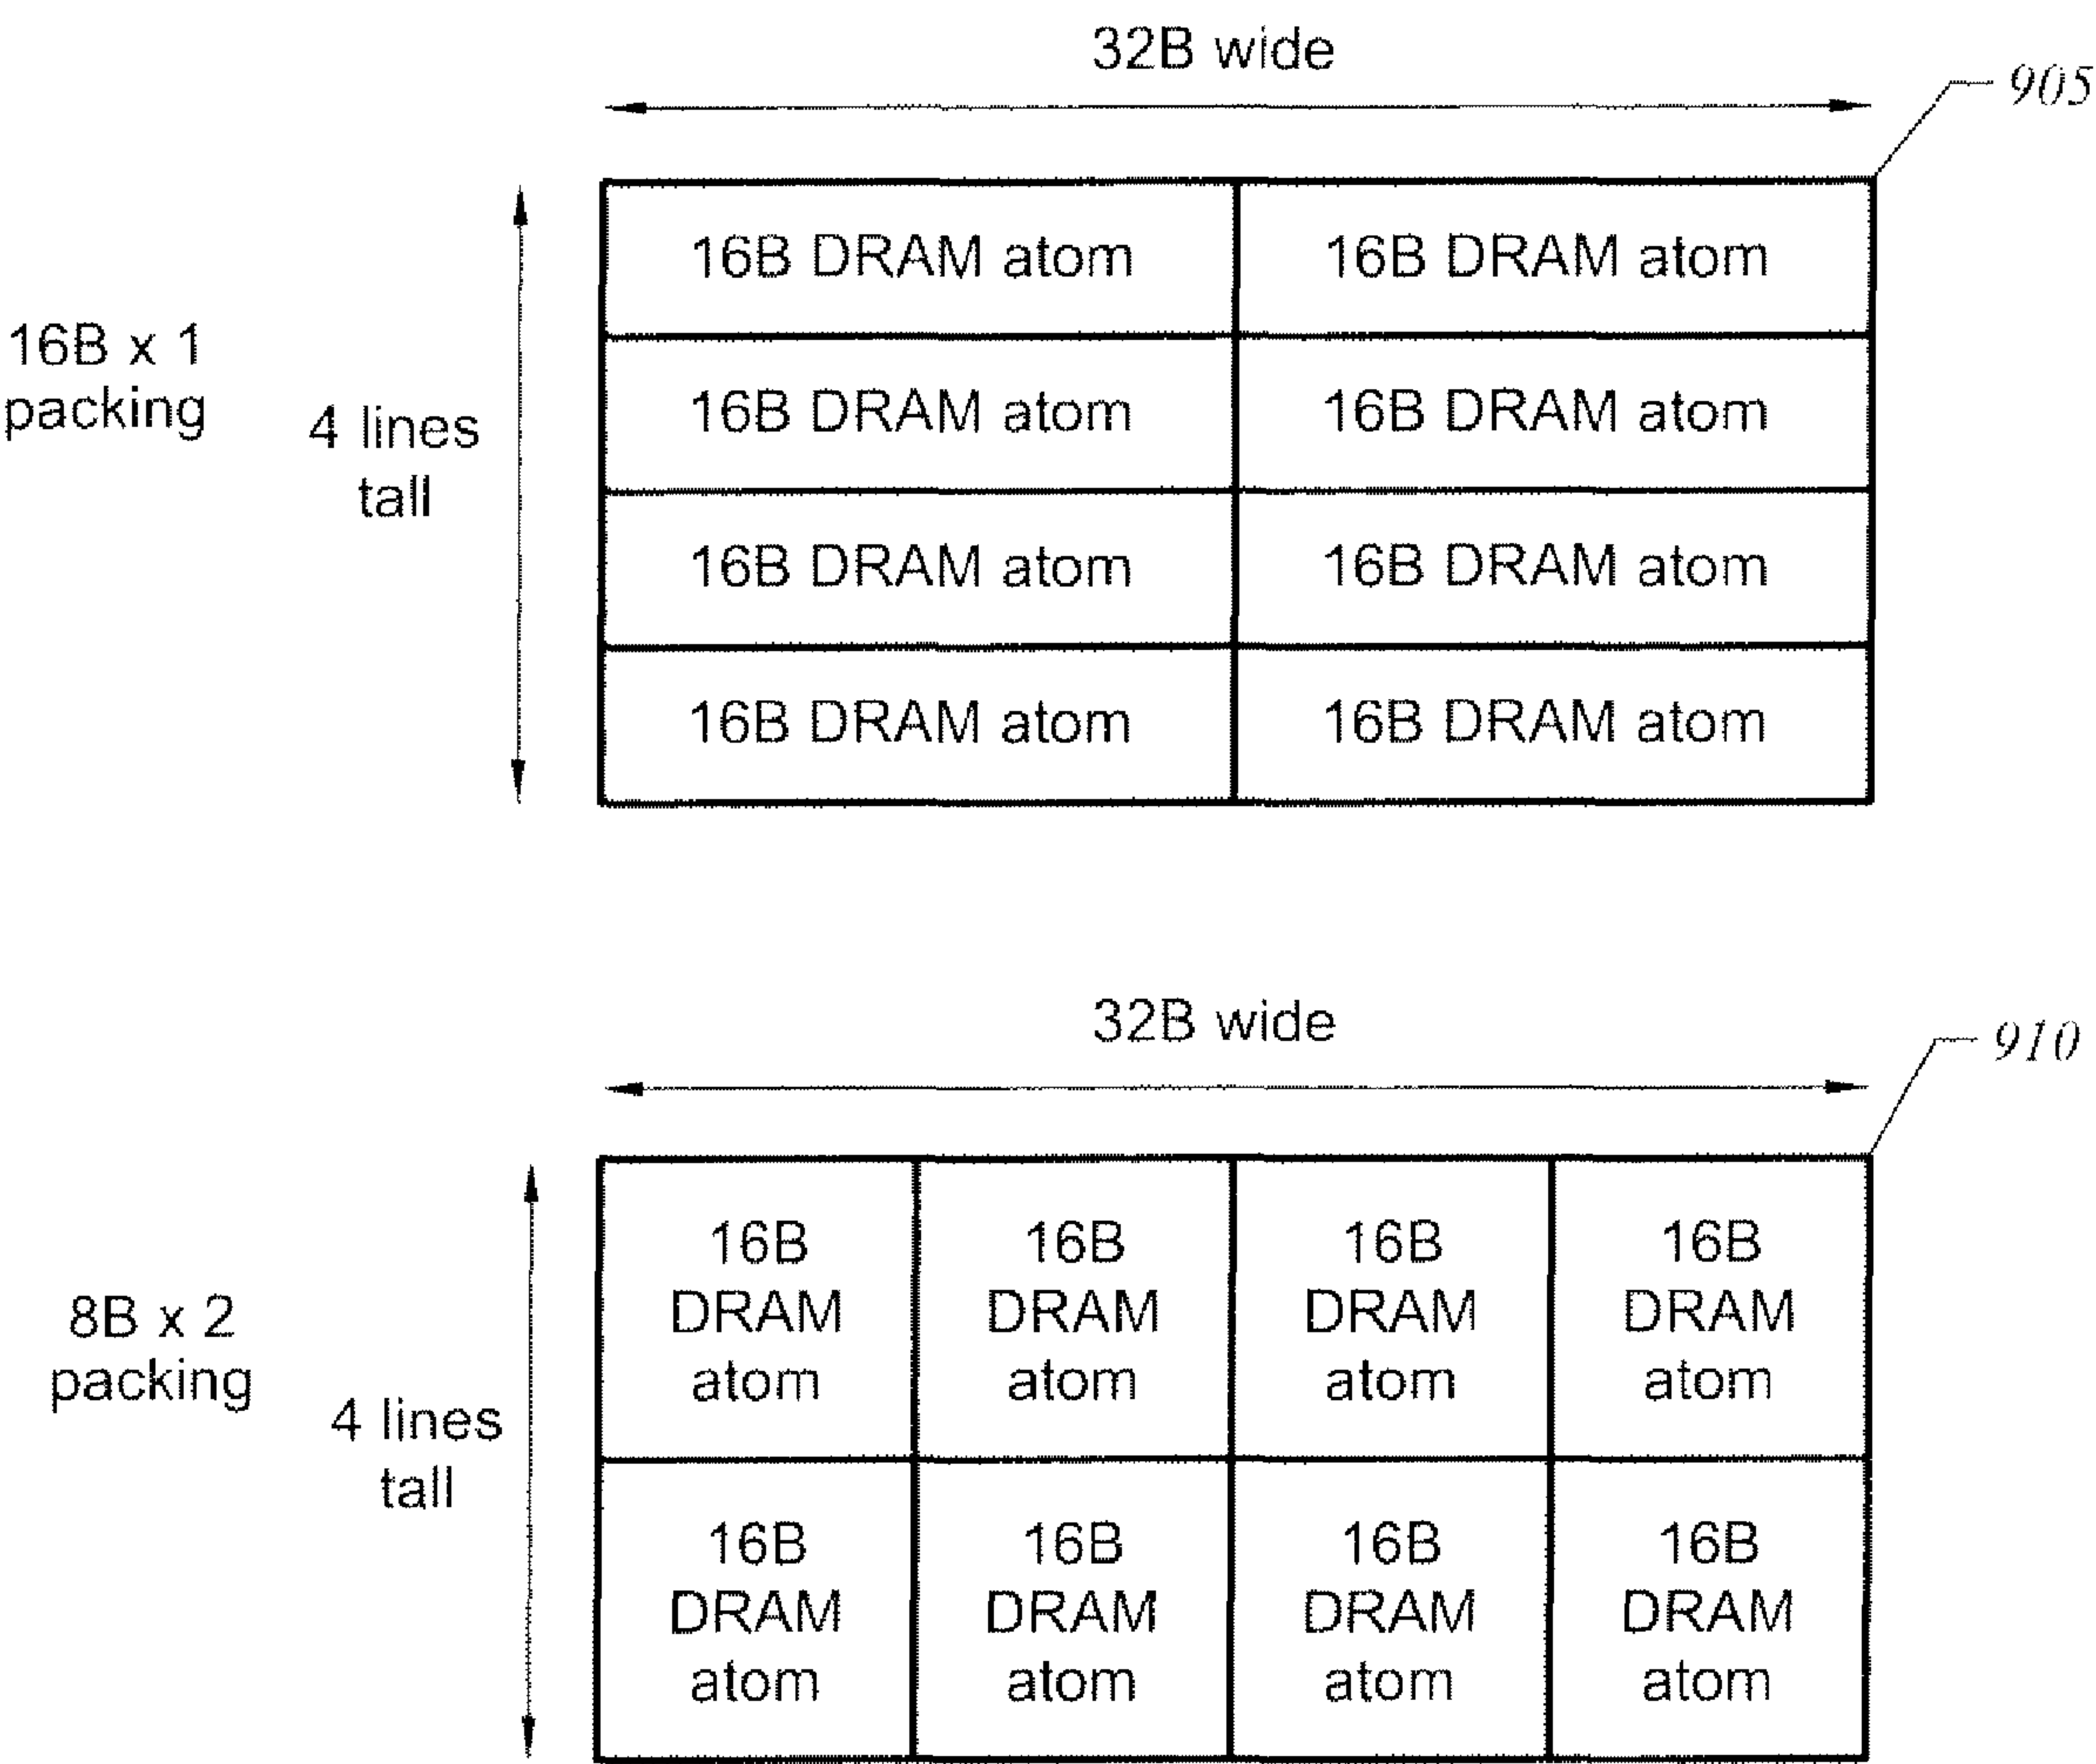 32B wide
905
16B x 1
packing
4 lines
tall
16B DRAM atom 16B DRAM atom
16B DRAM atom 16B DRAM atom
16B DRAM atom 16B DRAM atom
16B DRAM atom 16B DRAM atom
32B wide
910
8B x 2
packing
4 lines
tall
16B 16B 16B 16B
DRAM DRAM DRAM DRAM
atom atom atom atom
16B 16B 16B 16B
DRAM DRAM DRAM DRAM
atom atom atom atom